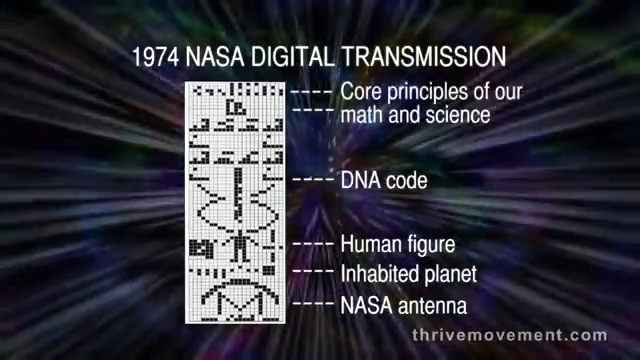 1974 NASA DIGITAL TRANSMISSION
Core principles of our
math and science
DNA code
Human figure
Inhabited planet
NASA antenna
thrivemovement.com